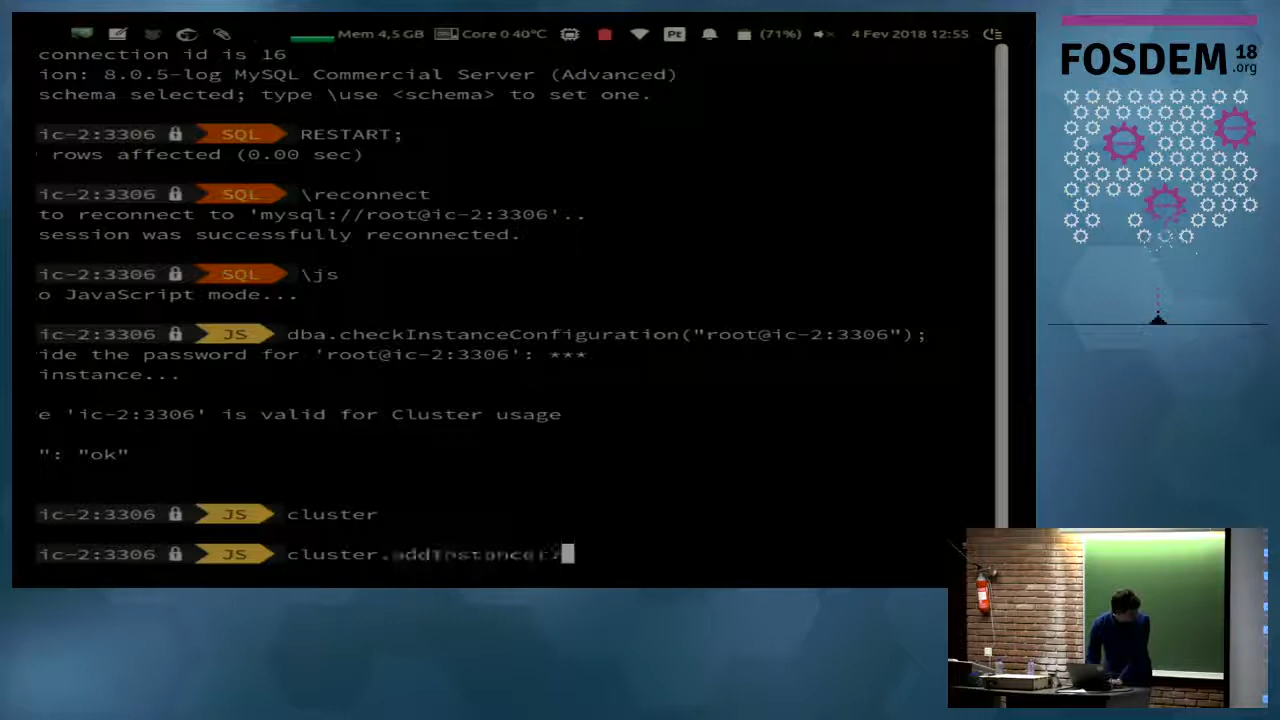 Mem 4,5 GB Core 0 40°C Pt (71%) 4 Fev 2018 12:55
connection id is 16
ion: 8.0.5-log MySQL Commercial Server (Advanced)
schema selected; type \use <schema> to set one.
ic-2:3306 SQL RESTART;
rows affected (0.00 sec)
ic-2:3306 SQL \reconnect
to reconnect to 'mysql://root@ic-2:3306'..
session was successfully reconnected.
ic-2:3306 SQL \js
o JavaScript mode...
ic-2:3306 JS dba.checkInstanceConfiguration("root@ic-2:3306");
ide the password for 'root@ic-2:3306': ***
instance...
e 'ic-2:3306' is valid for Cluster usage
": "ok"
ic-2:3306 JS cluster
ic-2:3306 JS cluster.addInstance(
FOSDEM 18
.org